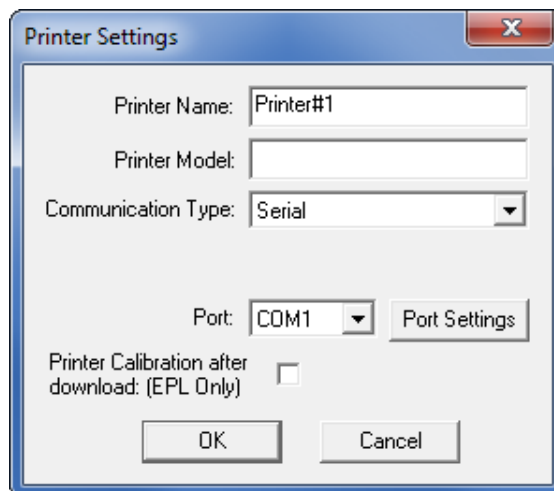 Printer Settings
Printer Name: Printer#1
Printer Model:
Communication Type: Serial
Port: COM1 Port Settings
Printer Calibration after
download: (EPL Only)
OK Cancel